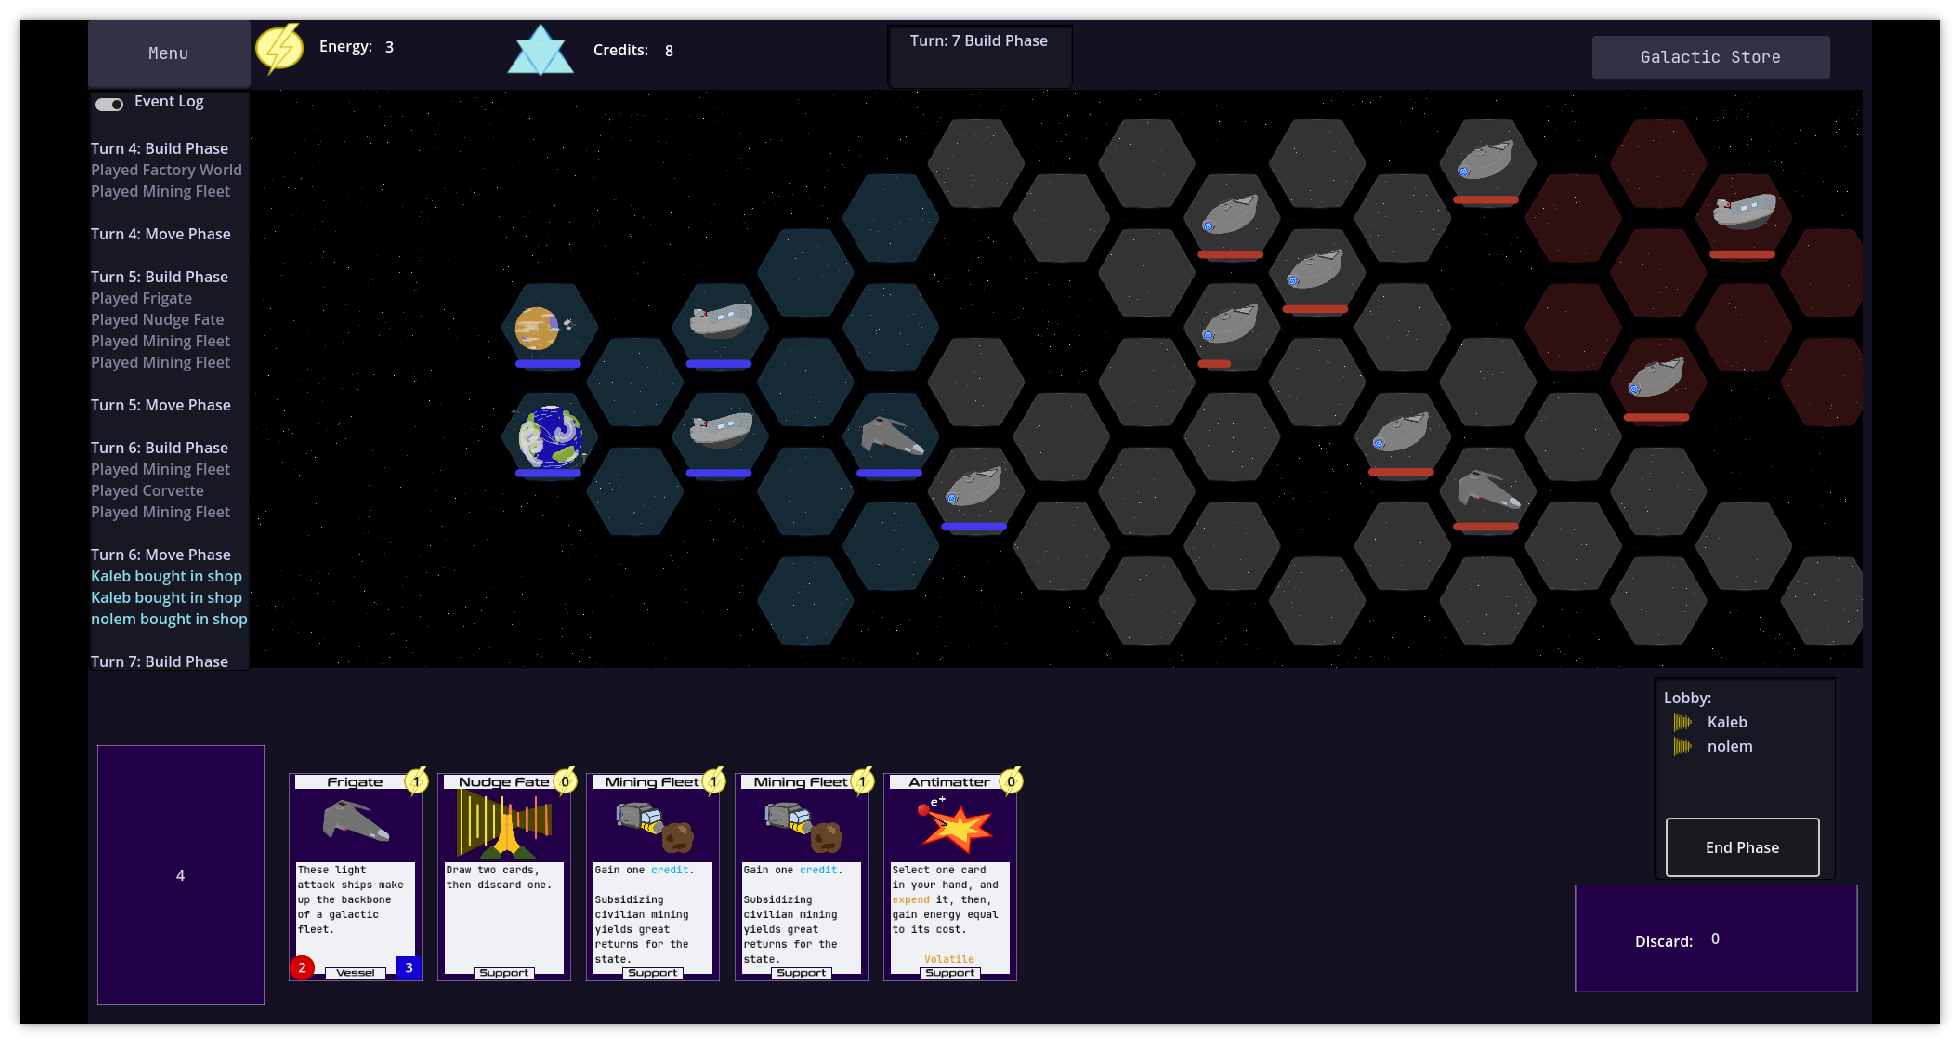 Menu
Energy: 3
Credits: 8
Turn: 7 Build Phase
Galactic Store
Event Log
Turn 4: Build Phase
Played Factory World
Played Mining Fleet
Turn 4: Move Phase
Turn 5: Build Phase
Played Frigate
Played Nudge Fate
Played Mining Fleet
Played Mining Fleet
Turn 5: Move Phase
Turn 6: Build Phase
Played Mining Fleet
Played Corvette
Played Mining Fleet
Turn 6: Move Phase
Kaleb bought in shop
Kaleb bought in shop
nolem bought in shop
Turn 7: Build Phase
Lobby:
Kaleb
nolem
End Phase
4
Frigate 1
These light
attack ships make
up the backbone
of a galactic
fleet.
2 Vessel 3
Nudge Fate 0
Draw two cards,
then discard one.
Support
Mining Fleet 1
Gain one credit.
Subsidizing
civilian mining
yields great
returns for the
state.
Support
Mining Fleet 1
Gain one credit.
Subsidizing
civilian mining
yields great
returns for the
state.
Support
Antimatter 0
e+
Select one card
in your hand, and
expend it, then,
gain energy equal
to its cost.
Volatile
Support
Discard: 0